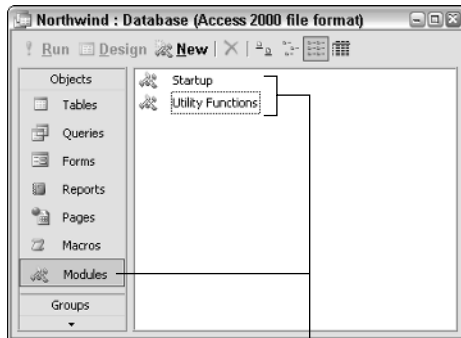 Northwind : Database (Access 2000 file format)
! Run Design New
Objects
Tables
Queries
Forms
Reports
Pages
Macros
Modules
Groups
Startup
Utility Functions